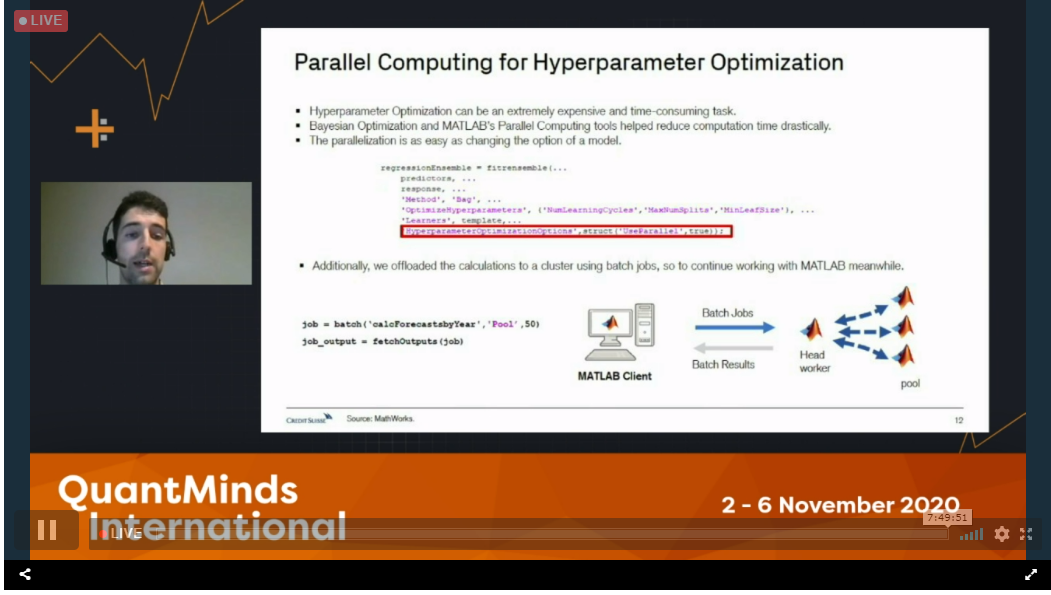 LIVE
Parallel Computing for Hyperparameter Optimization
▪ Hyperparameter Optimization can be an extremely expensive and time-consuming task.
▪ Bayesian Optimization and MATLAB's Parallel Computing tools helped reduce computation time drastically.
▪ The parallelization is as easy as changing the option of a model.
regressionEnsemble = fitrensemble(...
predictors, ...
response, ...
'Method', 'Bag', ...
'OptimizeHyperparameters', {'NumLearningCycles','MaxNumSplits','MinLeafSize'}, ...
'Learners', template,...
'HyperparameterOptimizationOptions',struct('UseParallel',true));
▪ Additionally, we offloaded the calculations to a cluster using batch jobs, so to continue working with MATLAB meanwhile.
job = batch('calcForecastsbyYear','Pool',50)
job_output = fetchOutputs(job)
MATLAB Client
Batch Jobs
Batch Results
Head
worker
pool
CREDIT SUISSE
Source: MathWorks.
12
QuantMinds
International
2 - 6 November 2020
LIVE
7:49:51